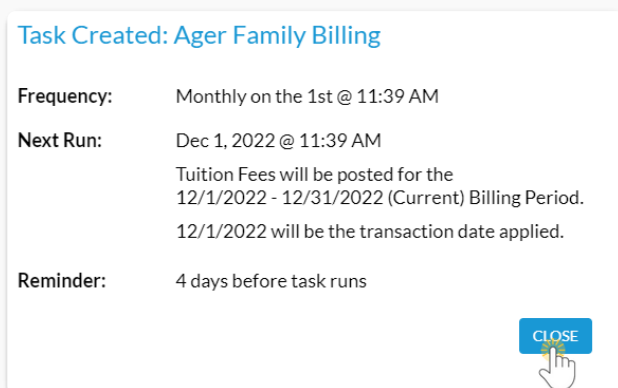 Task Created: Ager Family Billing
Frequency: Monthly on the 1st @ 11:39 AM
Next Run: Dec 1, 2022 @ 11:39 AM
Tuition Fees will be posted for the
12/1/2022 - 12/31/2022 (Current) Billing Period.
12/1/2022 will be the transaction date applied.
Reminder: 4 days before task runs
CLOSE